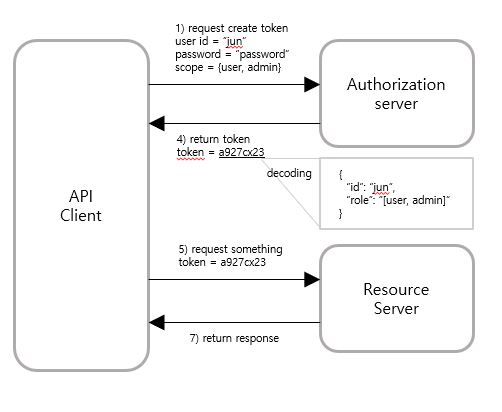 1) request create token
user id = “jun”
password = “password”
scope = {user, admin}
Authorization
server
4) return token
token = a927cx23
decoding
{
“id”: “jun”,
“role”: “[user, admin]”
}
API
Client
5) request something
token = a927cx23
Resource
Server
7) return response